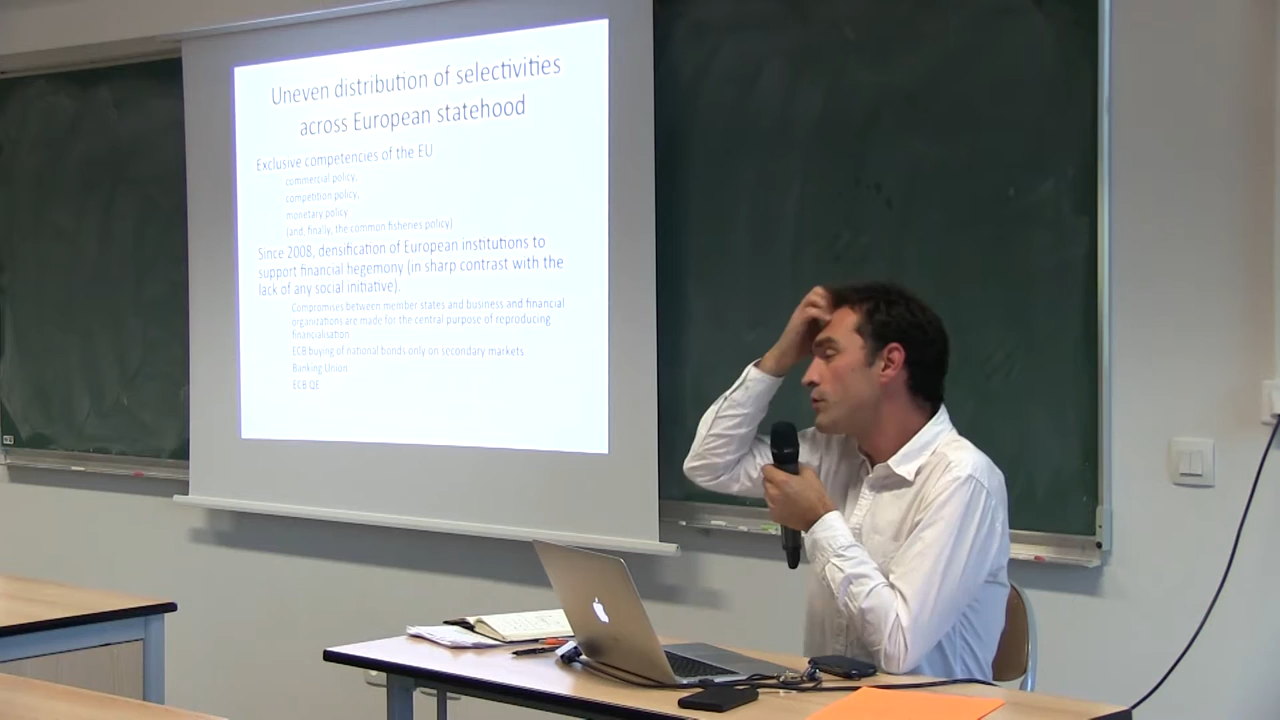 Uneven distribution of selectivities
across European statehood
Exclusive competencies of the EU
commercial policy,
competition policy,
monetary policy
(and, finally, the common fisheries policy)
Since 2008, densification of European institutions to
support financial hegemony (in sharp contrast with the
lack of any social initiative).
Compromises between member states and business and financial
organizations are made for the central purpose of reproducing
financialisation
ECB buying of national bonds only on secondary markets
Banking Union
ECB QE